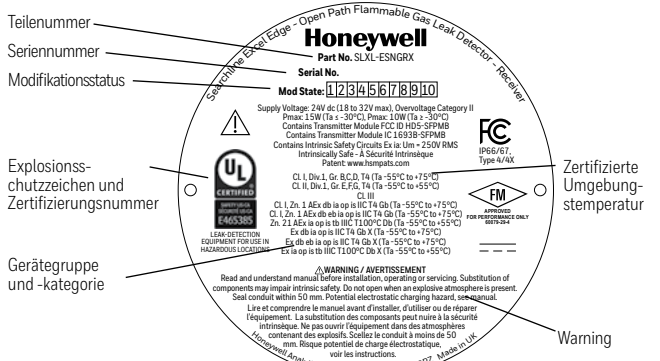 Teilenummer
Seriennummer
Modifikationsstatus
Explosionss-
chutzzeichen und
Zertifizierungsnummer
Gerätegruppe
und -kategorie
Searchline Excel Edge - Open Path Flammable Gas Leak Detector - Receiver
Honeywell
Part No. SLXL-ESNGRX
Serial No.
Mod State: 1 2 3 4 5 6 7 8 9 10
Supply Voltage: 24V dc (18 to 32V max), Overvoltage Category II
Pmax: 15W (Ta ≤ -30°C), Pmax: 10W (Ta ≥ -30°C)
Contains Transmitter Module FCC ID HD5-SFPMB
Contains Transmitter Module IC 1693B-SFPMB
Contains Intrinsic Safety Circuits Ex ia: Um = 250V RMS
Intrinsically Safe - À Sécurité Intrinsèque
Patent: www.hsmpats.com
Cl. I, Div.1, Gr. B,C,D, T4 (Ta -55°C to +75°C)
Cl. II, Div.1, Gr. E,F,G, T4 (Ta -55°C to +55°C)
Cl. III
Cl. I, Zn. 1 AEx db ia op is IIC T4 Gb (Ta -55°C to +75°C)
Cl. I, Zn. 1 AEx db eb ia op is IIC T4 Gb (Ta -55°C to +75°C)
Zn. 21 AEx ia op is tb IIIC T100°C Db (Ta -55°C to +55°C)
Ex db ia op is IIC T4 Gb X (Ta -55°C to +75°C)
Ex db eb ia op is IIC T4 Gb X (Ta -55°C to +75°C)
Ex ia op is tb IIIC T100°C Db X (Ta -55°C to +55°C)
UL
CERTIFIED
SAFETY US-CA
SÉCURITÉ US-CA
E465385
LEAK-DETECTION
EQUIPMENT FOR USE IN
HAZARDOUS LOCATIONS
FC
IP66/67,
Type 4/4X
FM
APPROVED
FOR PERFORMANCE ONLY
60079-29-4
WARNING / AVERTISSEMENT
Read and understand manual before installation, operating or servicing. Substitution of
components may impair intrinsic safety. Do not open when an explosive atmosphere is present.
Seal conduit within 50 mm. Potential electrostatic charging hazard, see manual.
Lire et comprendre le manuel avant d'installer, d'utiliser ou de réparer
l'équipement. La substitution des composants peut nuire à la sécurité
intrinsèque. Ne pas ouvrir l'équipement dans des atmosphères
contenant des explosifs. Scellez le conduit à moins de 50
mm. Risque potentiel de charge électrostatique,
voir les instructions.
Honeywell Made in UK
Zertifizierte
Umgebung-
stemperatur
Warning